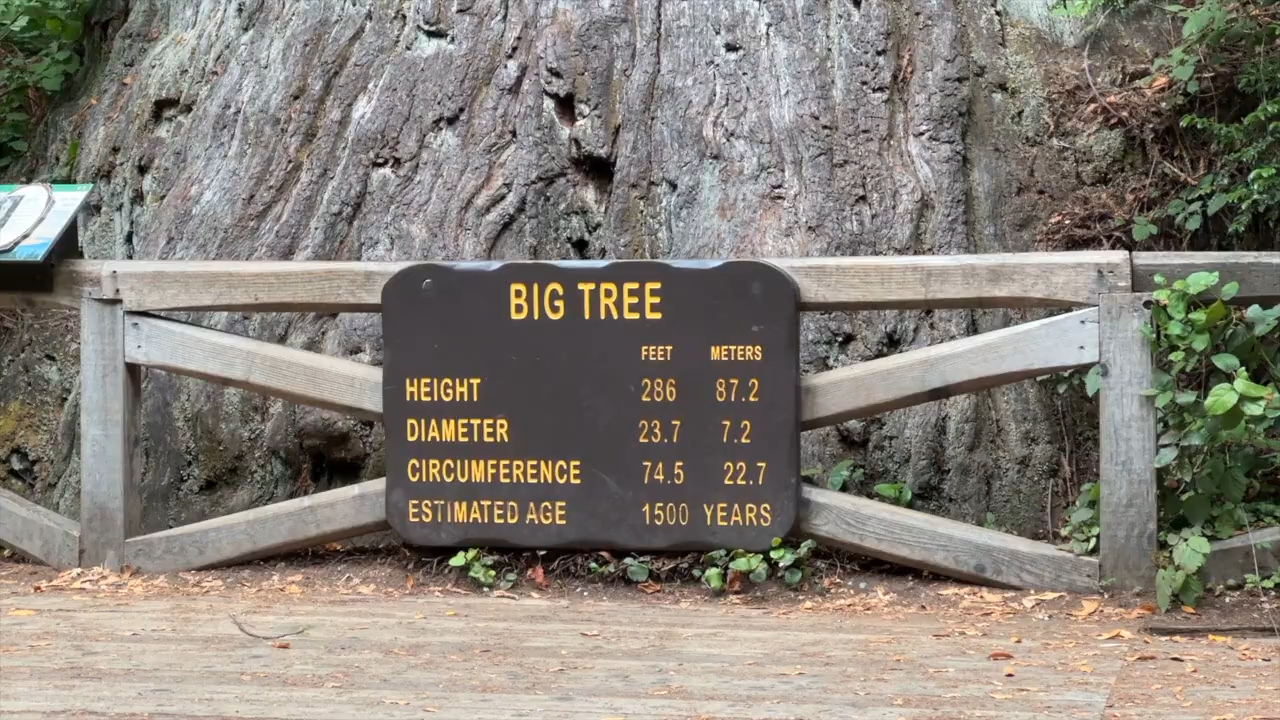 BIG TREE
FEET METERS
HEIGHT 286 87.2
DIAMETER 23.7 7.2
CIRCUMFERENCE 74.5 22.7
ESTIMATED AGE 1500 YEARS